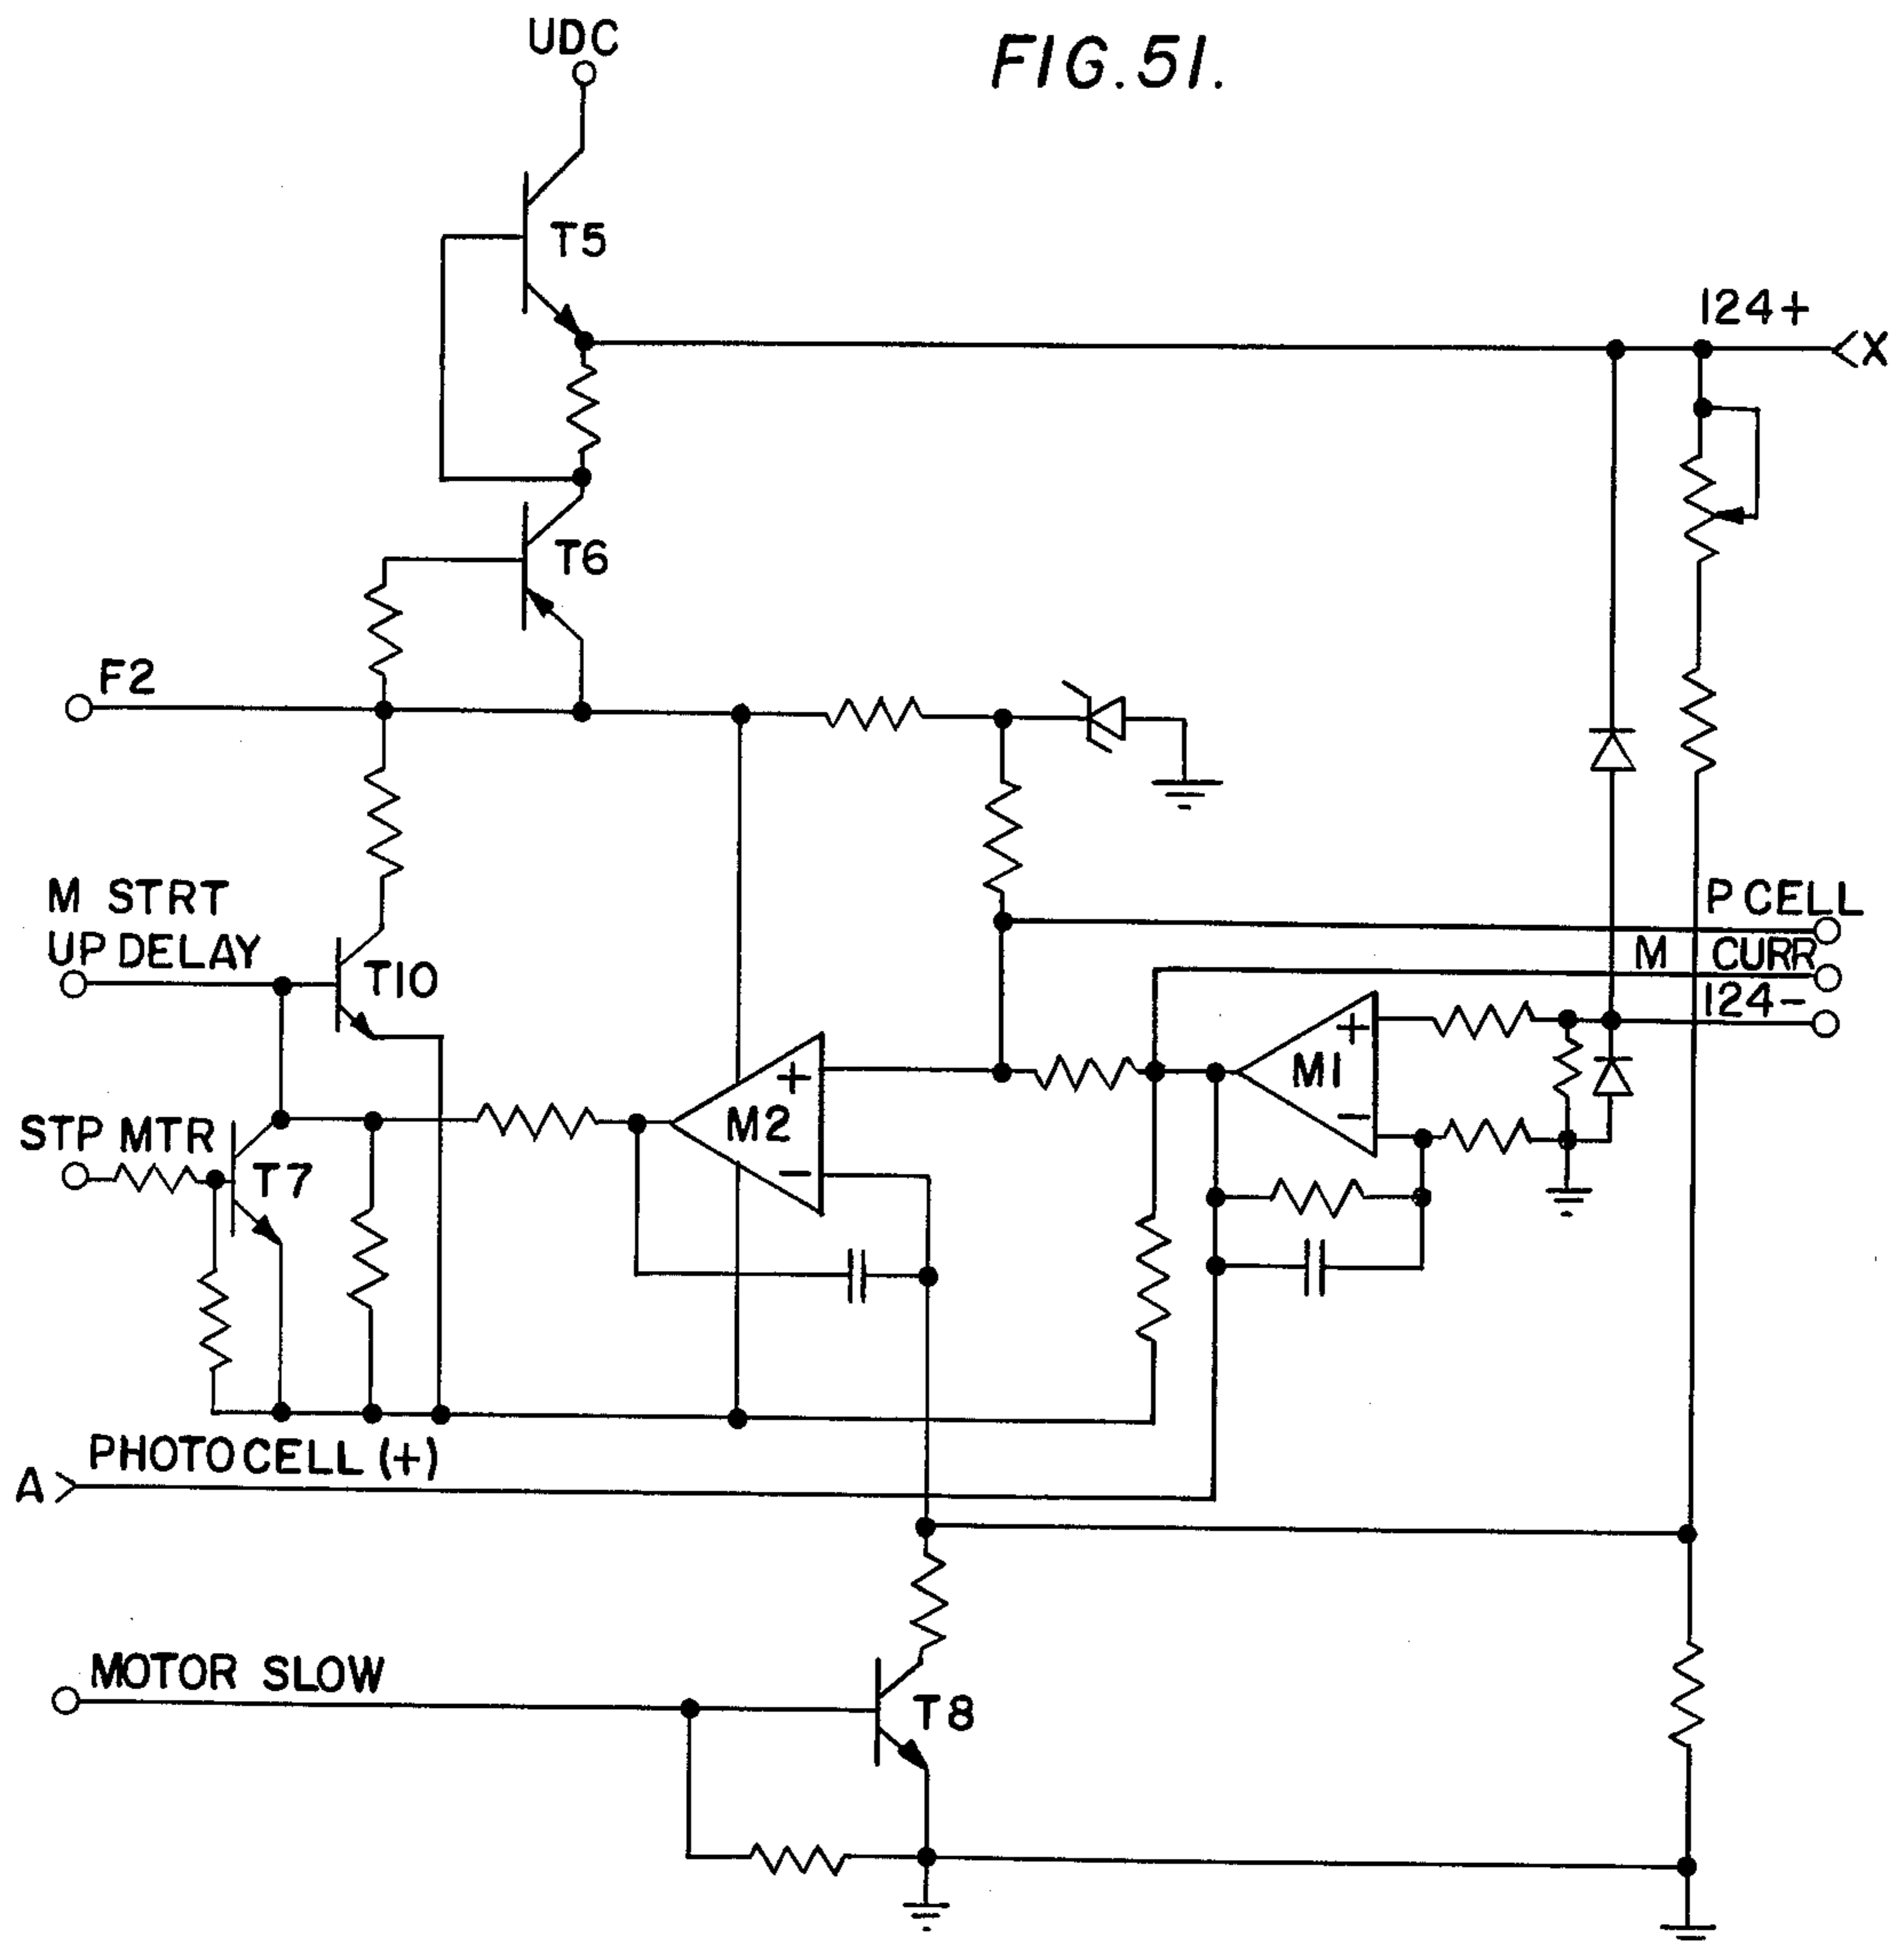 UDC
FIG.51.
T5
124+
X
T6
F2
M STRT
UP DELAY
T10
P CELL
M CURR
124-
+
M1
-
+
M2
-
STP MTR
T7
PHOTOCELL (+)
A
MOTOR SLOW
T8